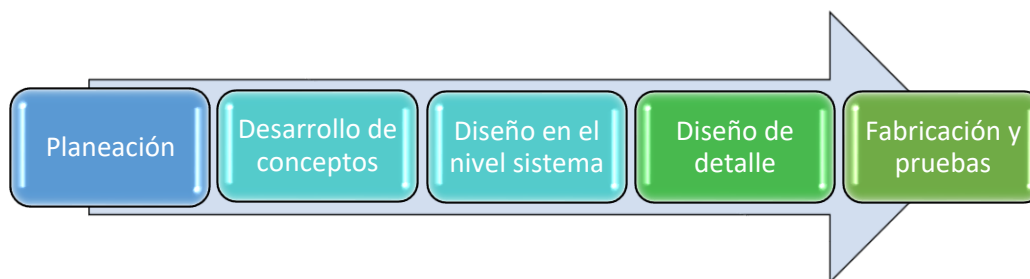 Planeación
Desarrollo de
conceptos
Diseño en el
nivel sistema
Diseño de
detalle
Fabricación y
pruebas